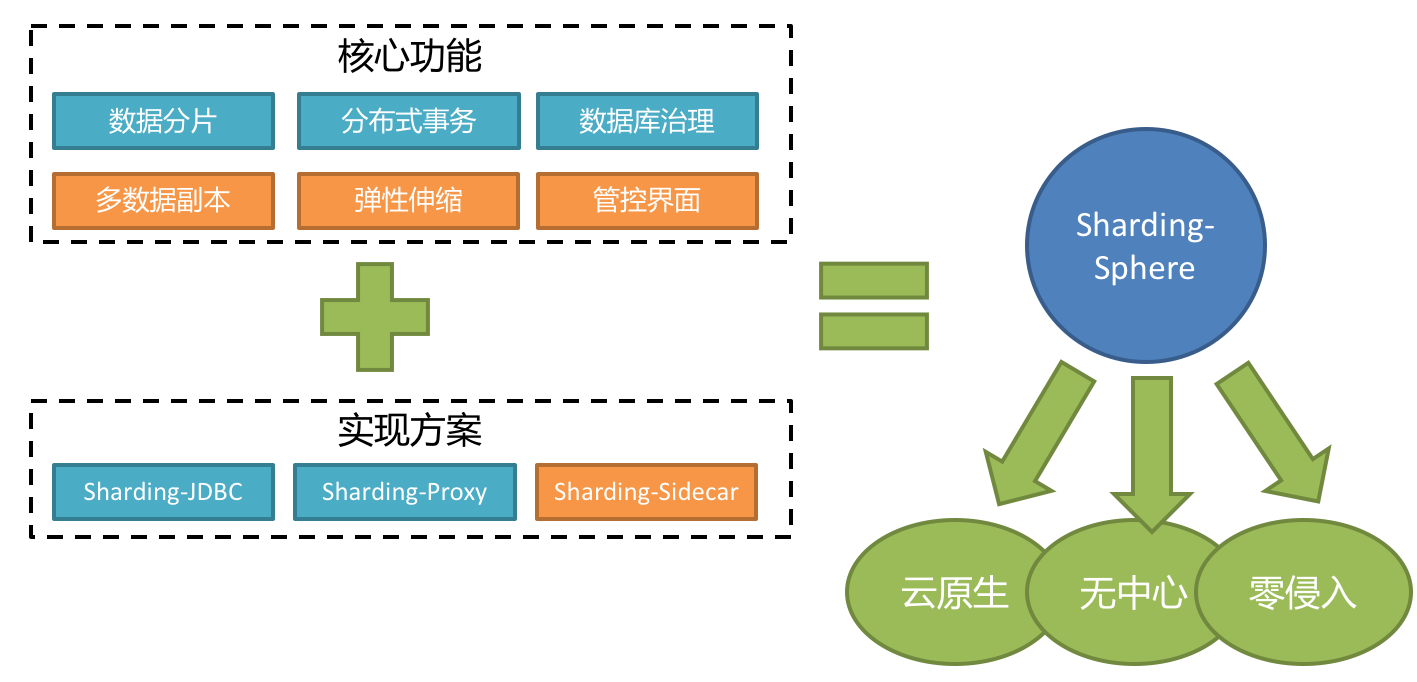 核心功能
数据分片
分布式事务
数据库治理
多数据副本
弹性伸缩
管控界面
实现方案
Sharding-JDBC
Sharding-Proxy
Sharding-Sidecar
Sharding-
Sphere
云原生
无中心
零侵入